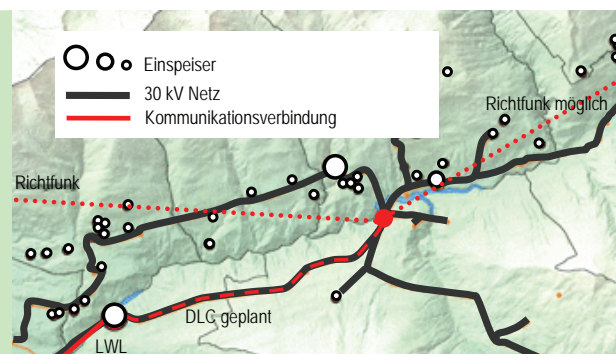 Einspeiser
30 kV Netz
Kommunikationsverbindung
Richtfunk möglich
Richtfunk
DLC geplant
LWL